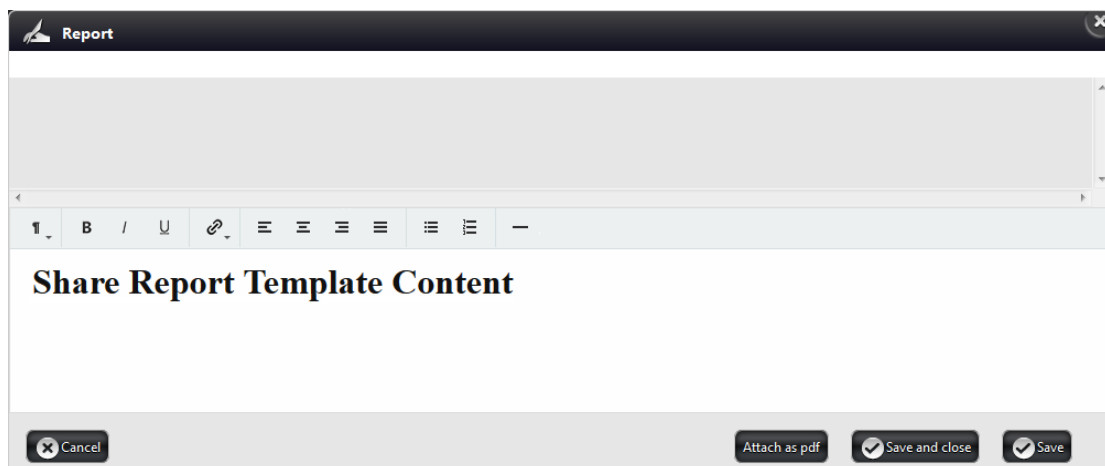 Report
B I U
Share Report Template Content
Cancel Attach as pdf Save and close Save